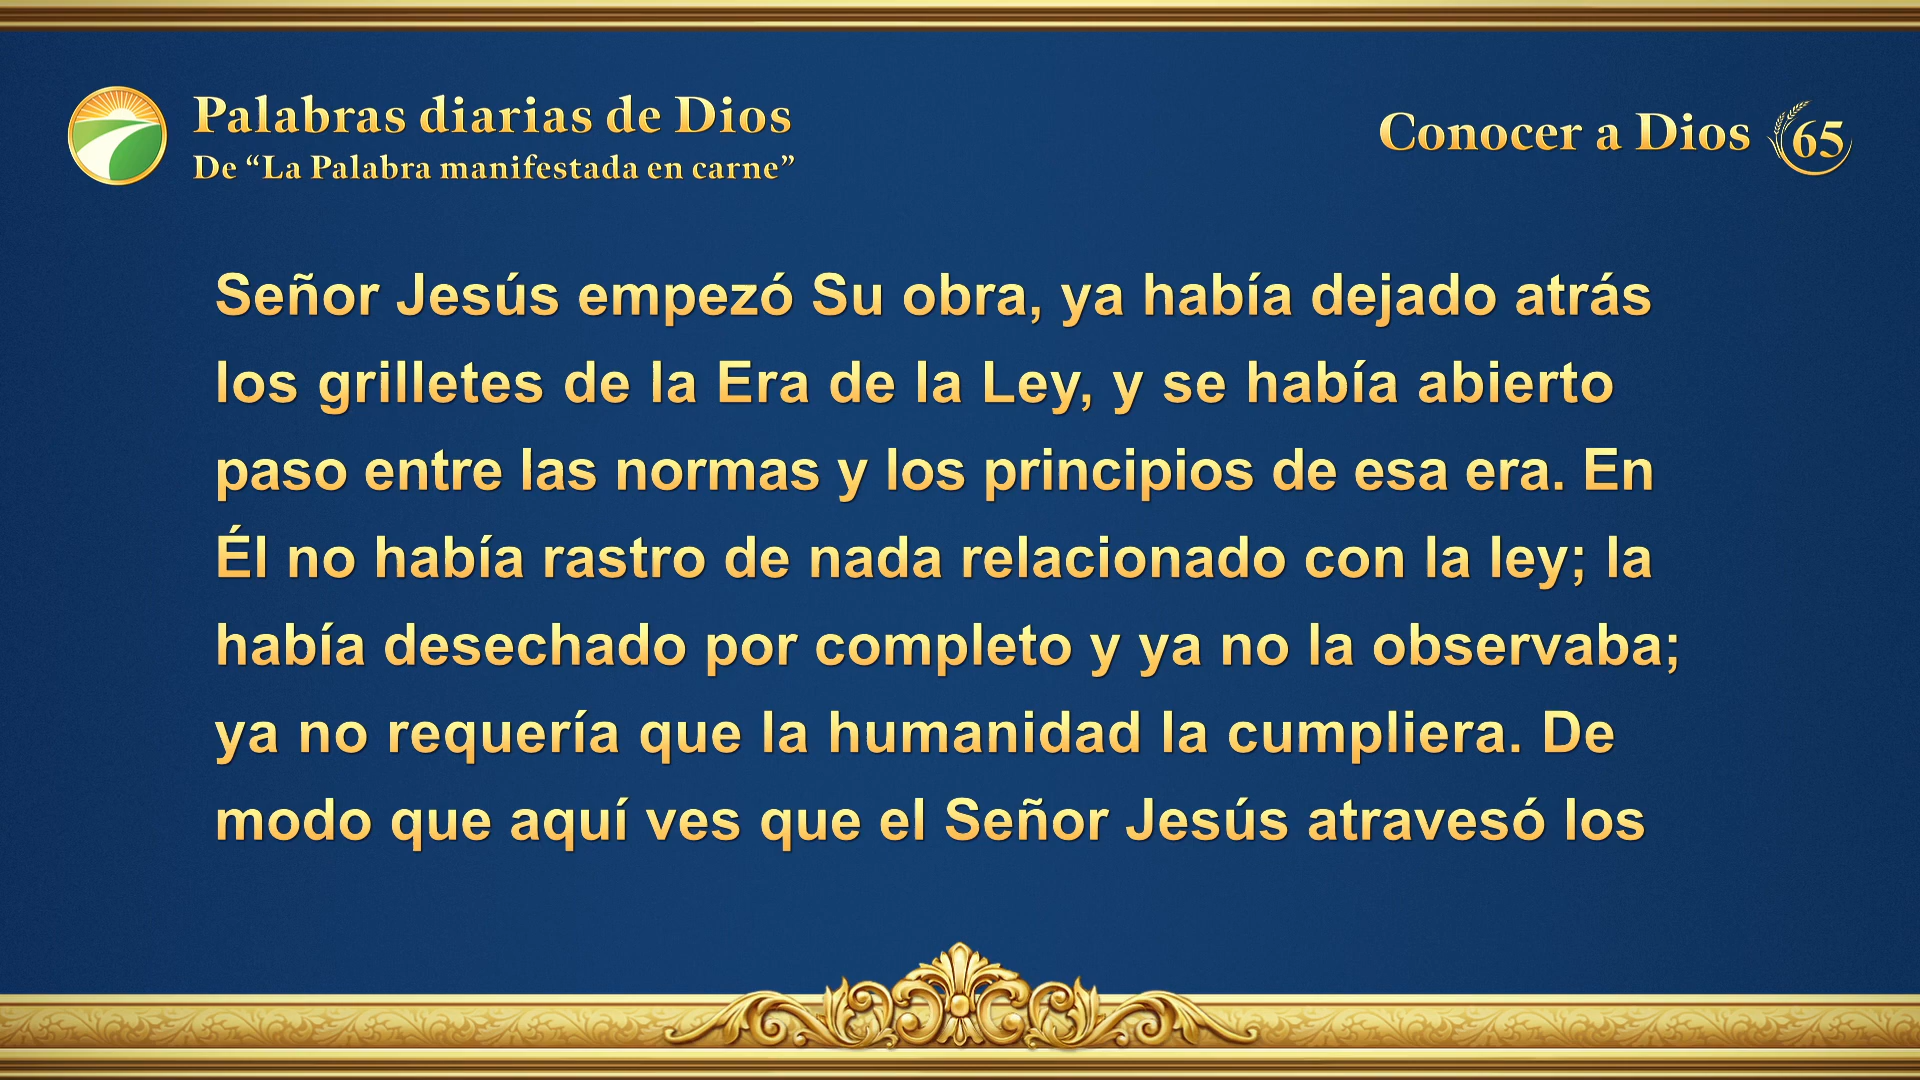 Palabras diarias de Dios
De “La Palabra manifestada en carne”
Conocer a Dios 65
Señor Jesús empezó Su obra, ya había dejado atrás
los grilletes de la Era de la Ley, y se había abierto
paso entre las normas y los principios de esa era. En
Él no había rastro de nada relacionado con la ley; la
había desechado por completo y ya no la observaba;
ya no requería que la humanidad la cumpliera. De
modo que aquí ves que el Señor Jesús atravesó los